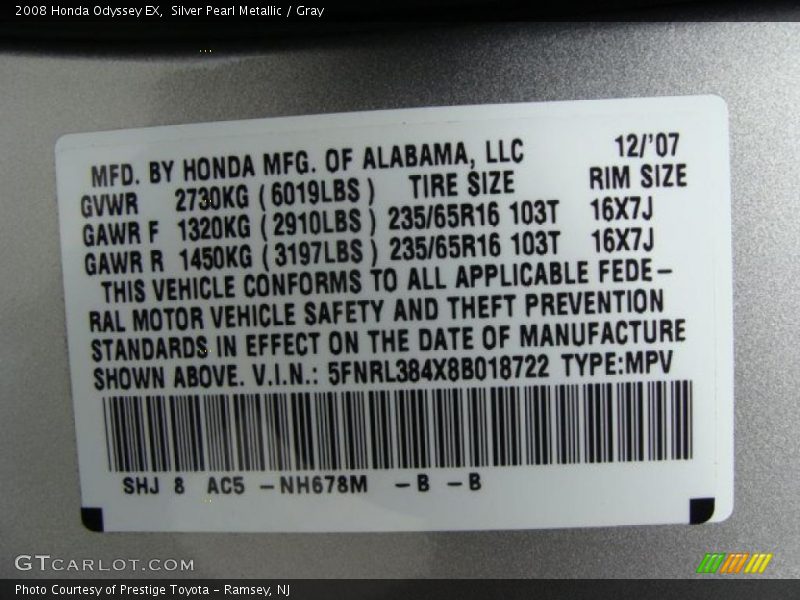 2008 Honda Odyssey EX,  Silver Pearl Metallic / Gray
MFD. BY HONDA MFG. OF ALABAMA, LLC 12/'07
GVWR 2730KG (6019LBS) TIRE SIZE RIM SIZE
GAWR F 1320KG (2910LBS) 235/65R16 103T 16X7J
GAWR R 1450KG (3197LBS) 235/65R16 103T 16X7J
THIS VEHICLE CONFORMS TO ALL APPLICABLE FEDE-
RAL MOTOR VEHICLE SAFETY AND THEFT PREVENTION
STANDARDS IN EFFECT ON THE DATE OF MANUFACTURE
SHOWN ABOVE. V.I.N.: 5FNRL384X8B018722 TYPE:MPV
SHJ 8 AC5 -NH678M -B -B
GTCARLOT.COM
Photo Courtesy of Prestige Toyota - Ramsey, NJ